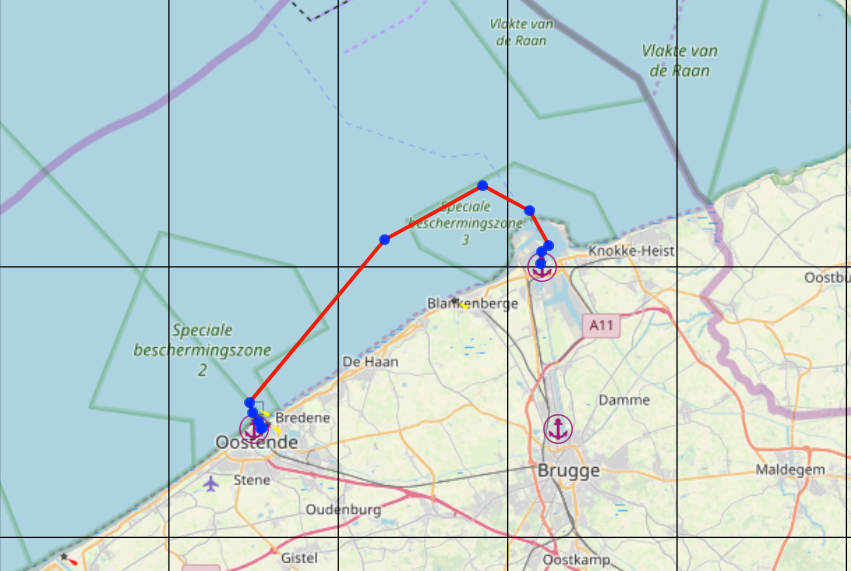 Vlakte van
de Raan
Vlakte van
de Raan
Speciale
beschermingszone
3
Knokke-Heist
Oostbu
Blankenberge
A11
Speciale
beschermingszone
2
De Haan
Damme
Bredene
Oostende
Brugge
Maldegem
Stene
Oudenburg
Gistel
Oostkamp